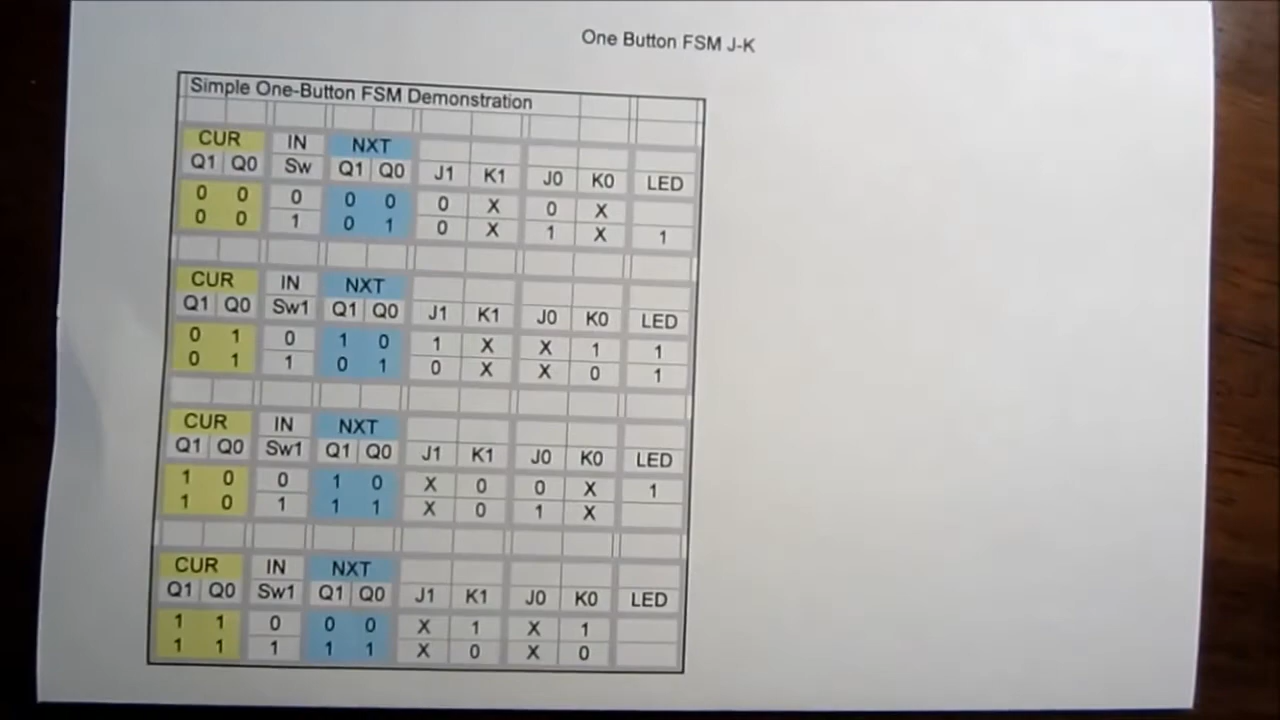 One Button FSM J-K
Simple One-Button FSM Demonstration
CUR IN NXT
Q1 Q0 Sw Q1 Q0 J1 K1 J0 K0 LED
0 0 0 0 0 0 X 0 X
0 0 1 0 1 0 X 1 X 1
CUR IN NXT
Q1 Q0 Sw1 Q1 Q0 J1 K1 J0 K0 LED
0 1 0 1 0 1 X X 1 1
0 1 1 0 1 0 X X 0 1
CUR IN NXT
Q1 Q0 Sw1 Q1 Q0 J1 K1 J0 K0 LED
1 0 0 1 0 X 0 0 X 1
1 0 1 1 1 X 0 1 X
CUR IN NXT
Q1 Q0 Sw1 Q1 Q0 J1 K1 J0 K0 LED
1 1 0 0 0 X 1 X 1
1 1 1 1 1 X 0 X 0